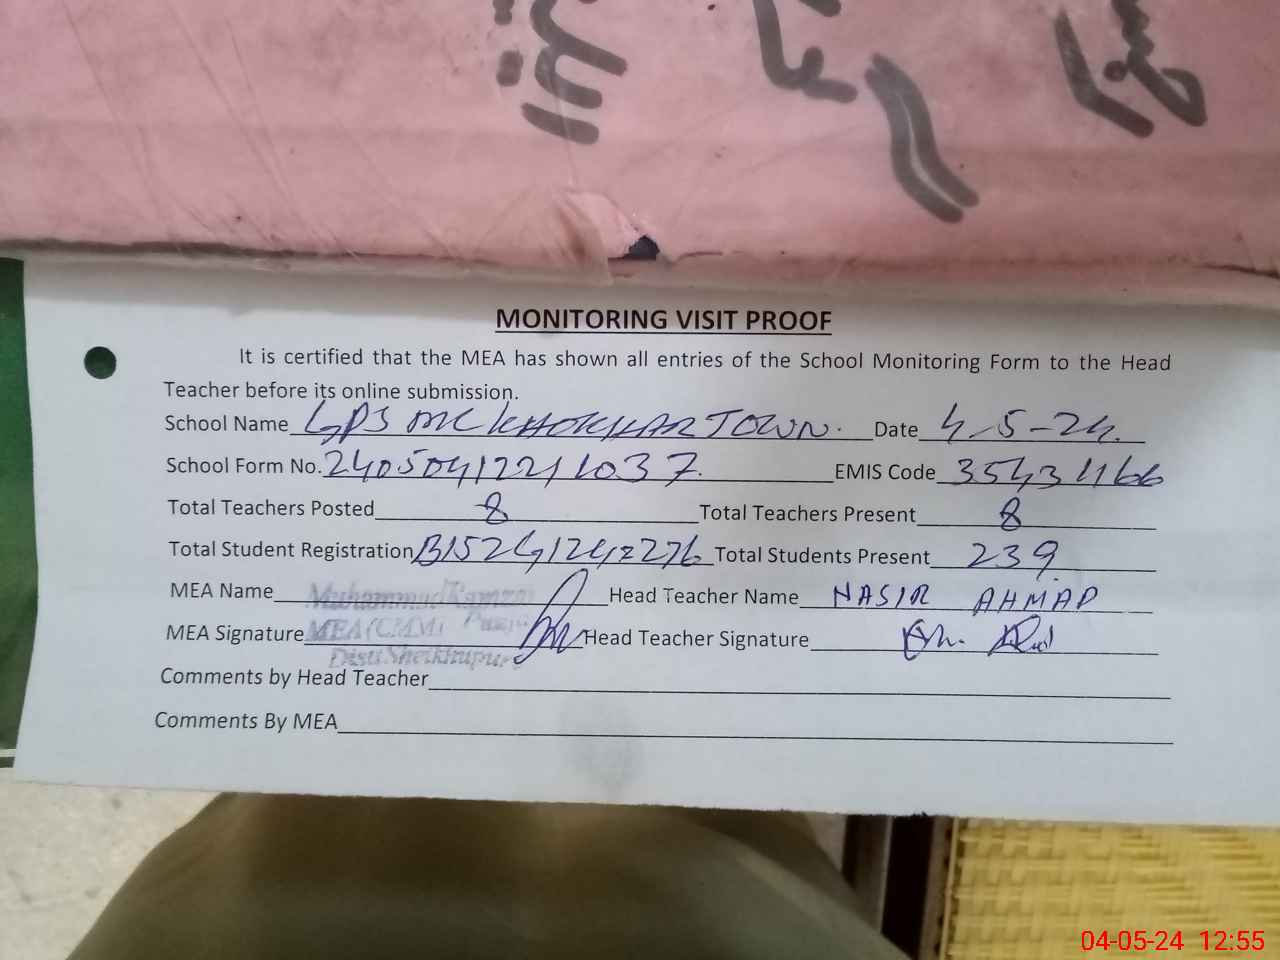 MONITORING VISIT PROOF
It is certified that the MEA has shown all entries of the School Monitoring Form to the Head
Teacher before its online submission.
School Name GPS MC KHOKHAR TOWN. Date 4-5-24.
School Form No. 24050412211037. EMIS Code 35431166
Total Teachers Posted 8 Total Teachers Present 8
Total Student Registration B152G124=276 Total Students Present 239
MEA Name Muhammad Ramzan Head Teacher Name NASIR AHMAD
MEA Signature MEA (CMM) Head Teacher Signature
Distt Sheikhupura
Comments by Head Teacher
Comments By MEA
04-05-24 12:55